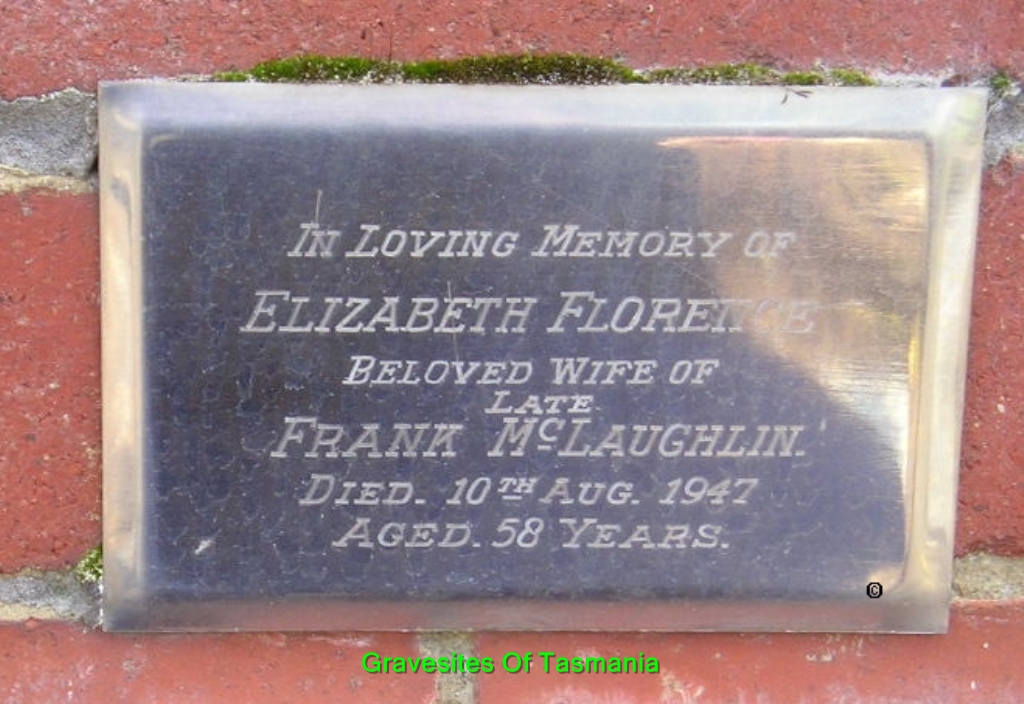 In Loving Memory of
Elizabeth Florence
Beloved Wife of
Late
Frank McLaughlin.
Died. 10TH Aug. 1947
Aged. 58 Years.
©
Gravesites Of Tasmania